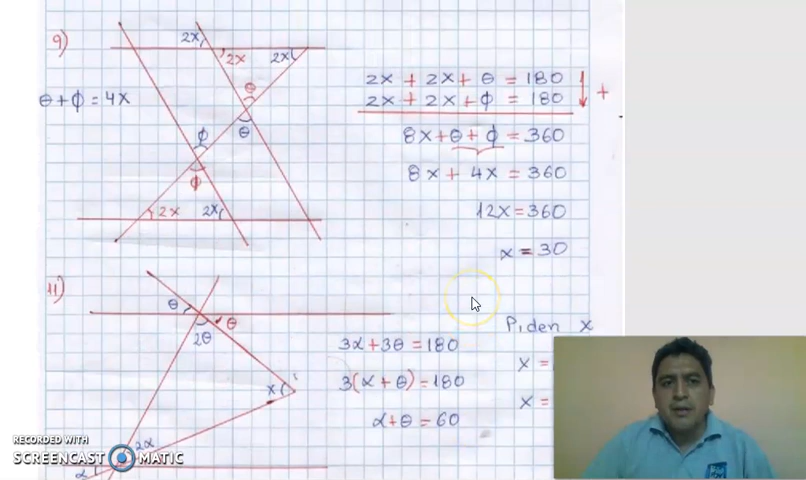 9)
2x
2x
2x
θ
θ + ϕ = 4x
ϕ
θ
ϕ
2x
2x
2x + 2x + θ = 180
2x + 2x + ϕ = 180
+
8x + θ + ϕ = 360
8x + 4x = 360
12x = 360
x = 30
11)
θ
θ
2θ
x
2α
α
3α + 3θ = 180
3(α + θ) = 180
α + θ = 60
Piden x
x =
x =
RECORDED WITH
SCREENCAST MATIC